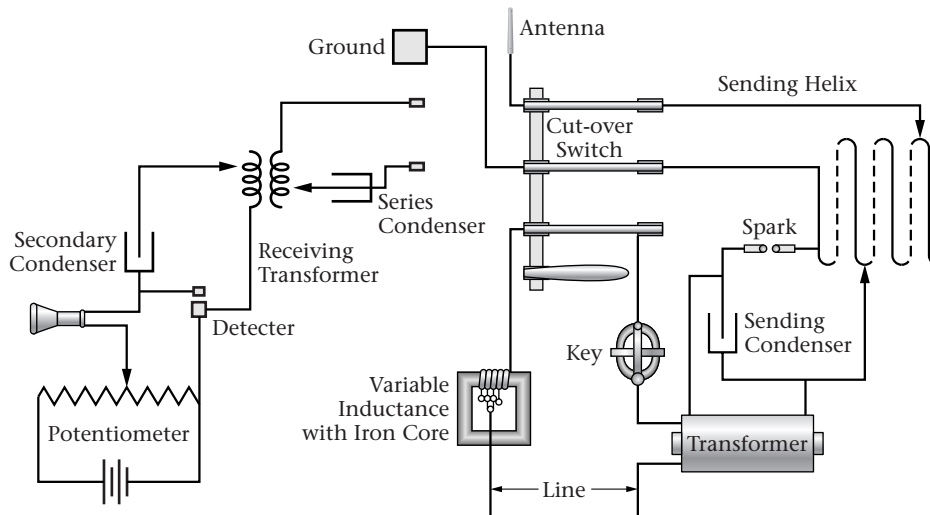 Ground
Antenna
Sending Helix
Cut-over
Switch
Series
Condenser
Secondary
Condenser
Receiving
Transformer
Spark
Detecter
Sending
Condenser
Key
Variable
Inductance
with Iron Core
Potentiometer
Transformer
Line